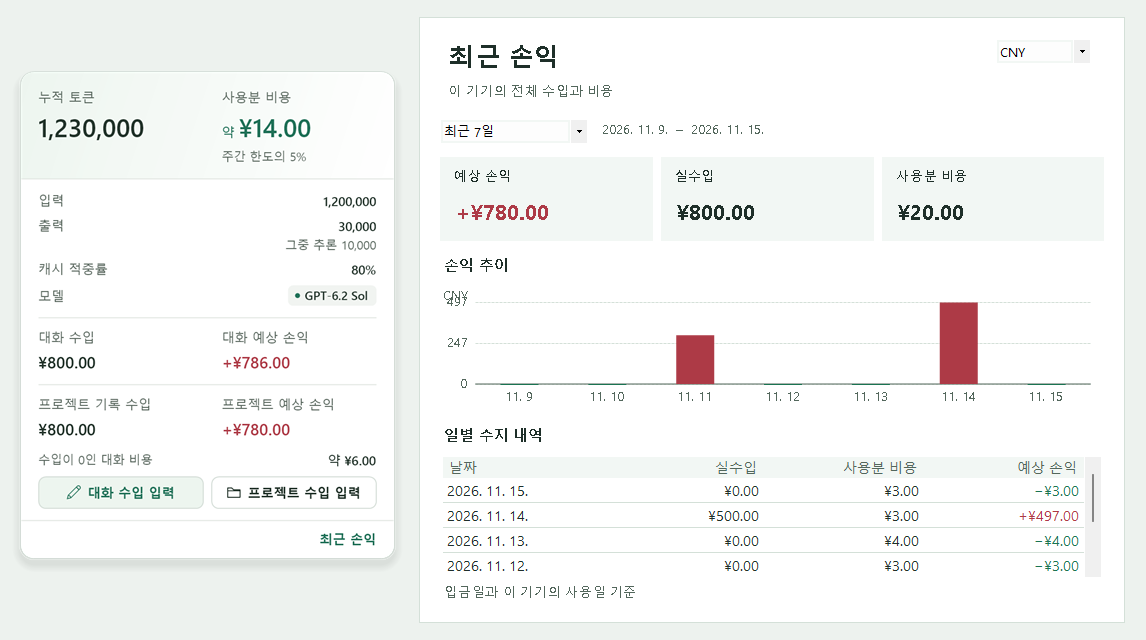 누적 토큰
사용분 비용
1,230,000
약 ¥14.00
주간 한도의 5%
입력
1,200,000
출력
30,000
그중 추론 10,000
캐시 적중률
80%
모델
GPT-6.2 Sol
대화 수입
대화 예상 손익
¥800.00
+¥786.00
프로젝트 기록 수입
프로젝트 예상 손익
¥800.00
+¥780.00
수입이 0인 대화 비용
약 ¥6.00
대화 수입 입력
프로젝트 수입 입력
최근 손익
최근 손익
CNY
이 기기의 전체 수입과 비용
최근 7일
2026. 11. 9. – 2026. 11. 15.
예상 손익
실수입
사용분 비용
+¥780.00
¥800.00
¥20.00
손익 추이
CNY
497
247
0
11. 9
11. 10
11. 11
11. 12
11. 13
11. 14
11. 15
일별 수지 내역
날짜 실수입 사용분 비용 예상 손익
2026. 11. 15. ¥0.00 ¥3.00 −¥3.00
2026. 11. 14. ¥500.00 ¥3.00 +¥497.00
2026. 11. 13. ¥0.00 ¥4.00 −¥4.00
2026. 11. 12. ¥0.00 ¥3.00 −¥3.00
입금일과 이 기기의 사용일 기준